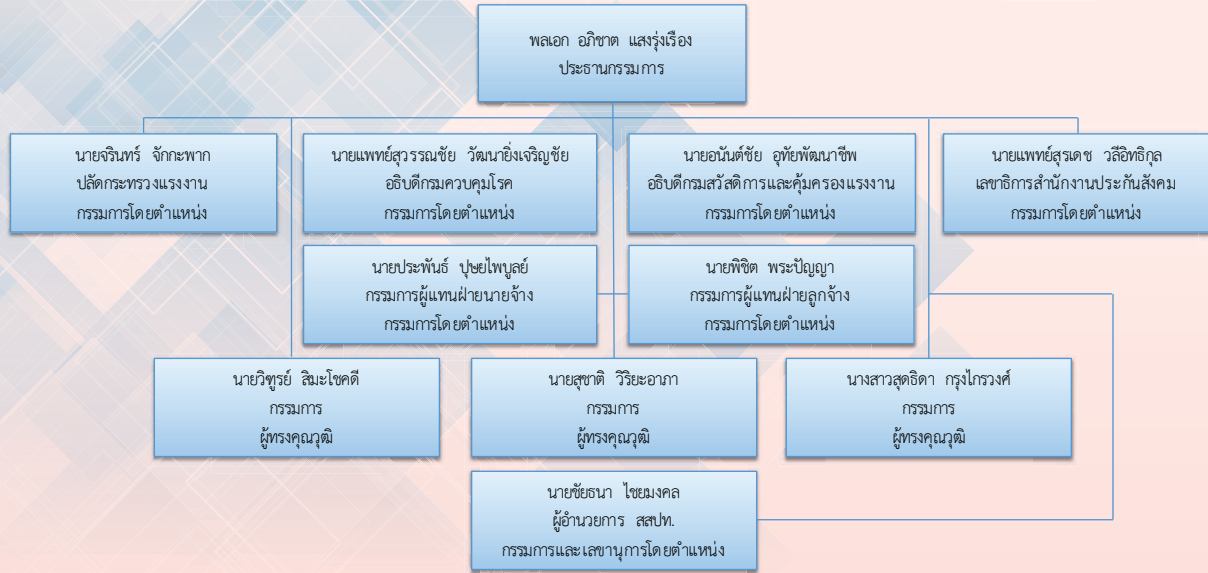 พลเอก อภิชาต แสงรุ่งเรือง
ประธานกรรมการ
นายจรินทร์ จักกะพาก
ปลัดกระทรวงแรงงาน
กรรมการโดยตำแหน่ง
นายแพทย์สุวรรณชัย วัฒนายิ่งเจริญชัย
อธิบดีกรมควบคุมโรค
กรรมการโดยตำแหน่ง
นายอนันต์ชัย อุทัยพัฒนาชีพ
อธิบดีกรมสวัสดิการและคุ้มครองแรงงาน
กรรมการโดยตำแหน่ง
นายแพทย์สุรเดช วลีอิทธิกุล
เลขาธิการสำนักงานประกันสังคม
กรรมการโดยตำแหน่ง
นายประพันธ์ ปุษยไพบูลย์
กรรมการผู้แทนฝ่ายนายจ้าง
กรรมการโดยตำแหน่ง
นายพิชิต พระปัญญา
กรรมการผู้แทนฝ่ายลูกจ้าง
กรรมการโดยตำแหน่ง
นายวิฑูรย์ สิมะโชคดี
กรรมการ
ผู้ทรงคุณวุฒิ
นายสุชาติ วิริยะอาภา
กรรมการ
ผู้ทรงคุณวุฒิ
นางสาวสุดธิดา กรุงไกรวงศ์
กรรมการ
ผู้ทรงคุณวุฒิ
นายชัยธนา ไชยมงคล
ผู้อำนวยการ สสปท.
กรรมการและเลขานุการโดยตำแหน่ง